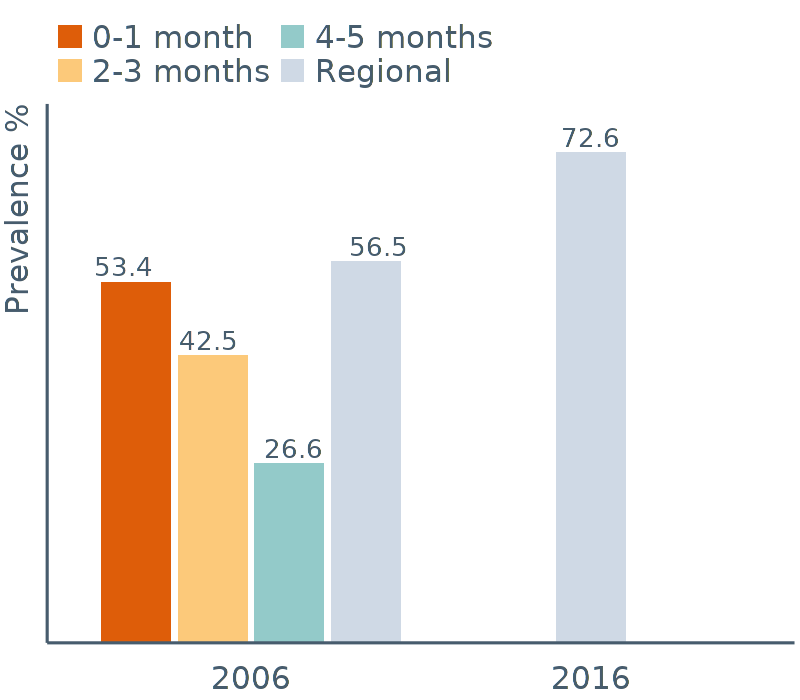 0-1 month
4-5 months
2-3 months
Regional
Prevalence %
72.6
56.5
53.4
42.5
26.6
2006
2016